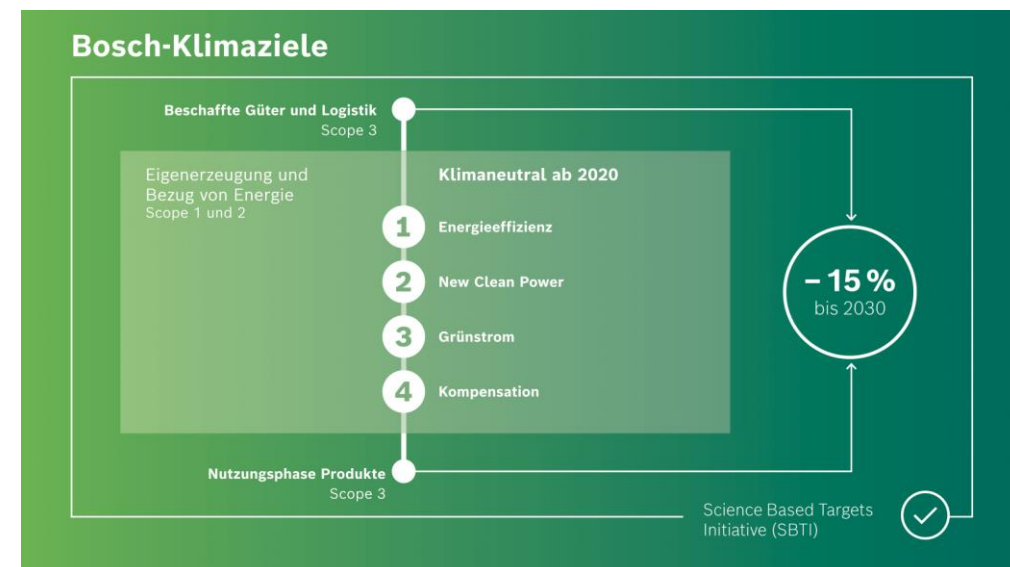 Bosch-Klimaziele
Beschaffte Güter und Logistik
Scope 3
Eigenerzeugung und
Bezug von Energie
Scope 1 und 2
Klimaneutral ab 2020
1 Energieeffizienz
2 New Clean Power
3 Grünstrom
4 Kompensation
– 15 %
bis 2030
Nutzungsphase Produkte
Scope 3
Science Based Targets
Initiative (SBTI)